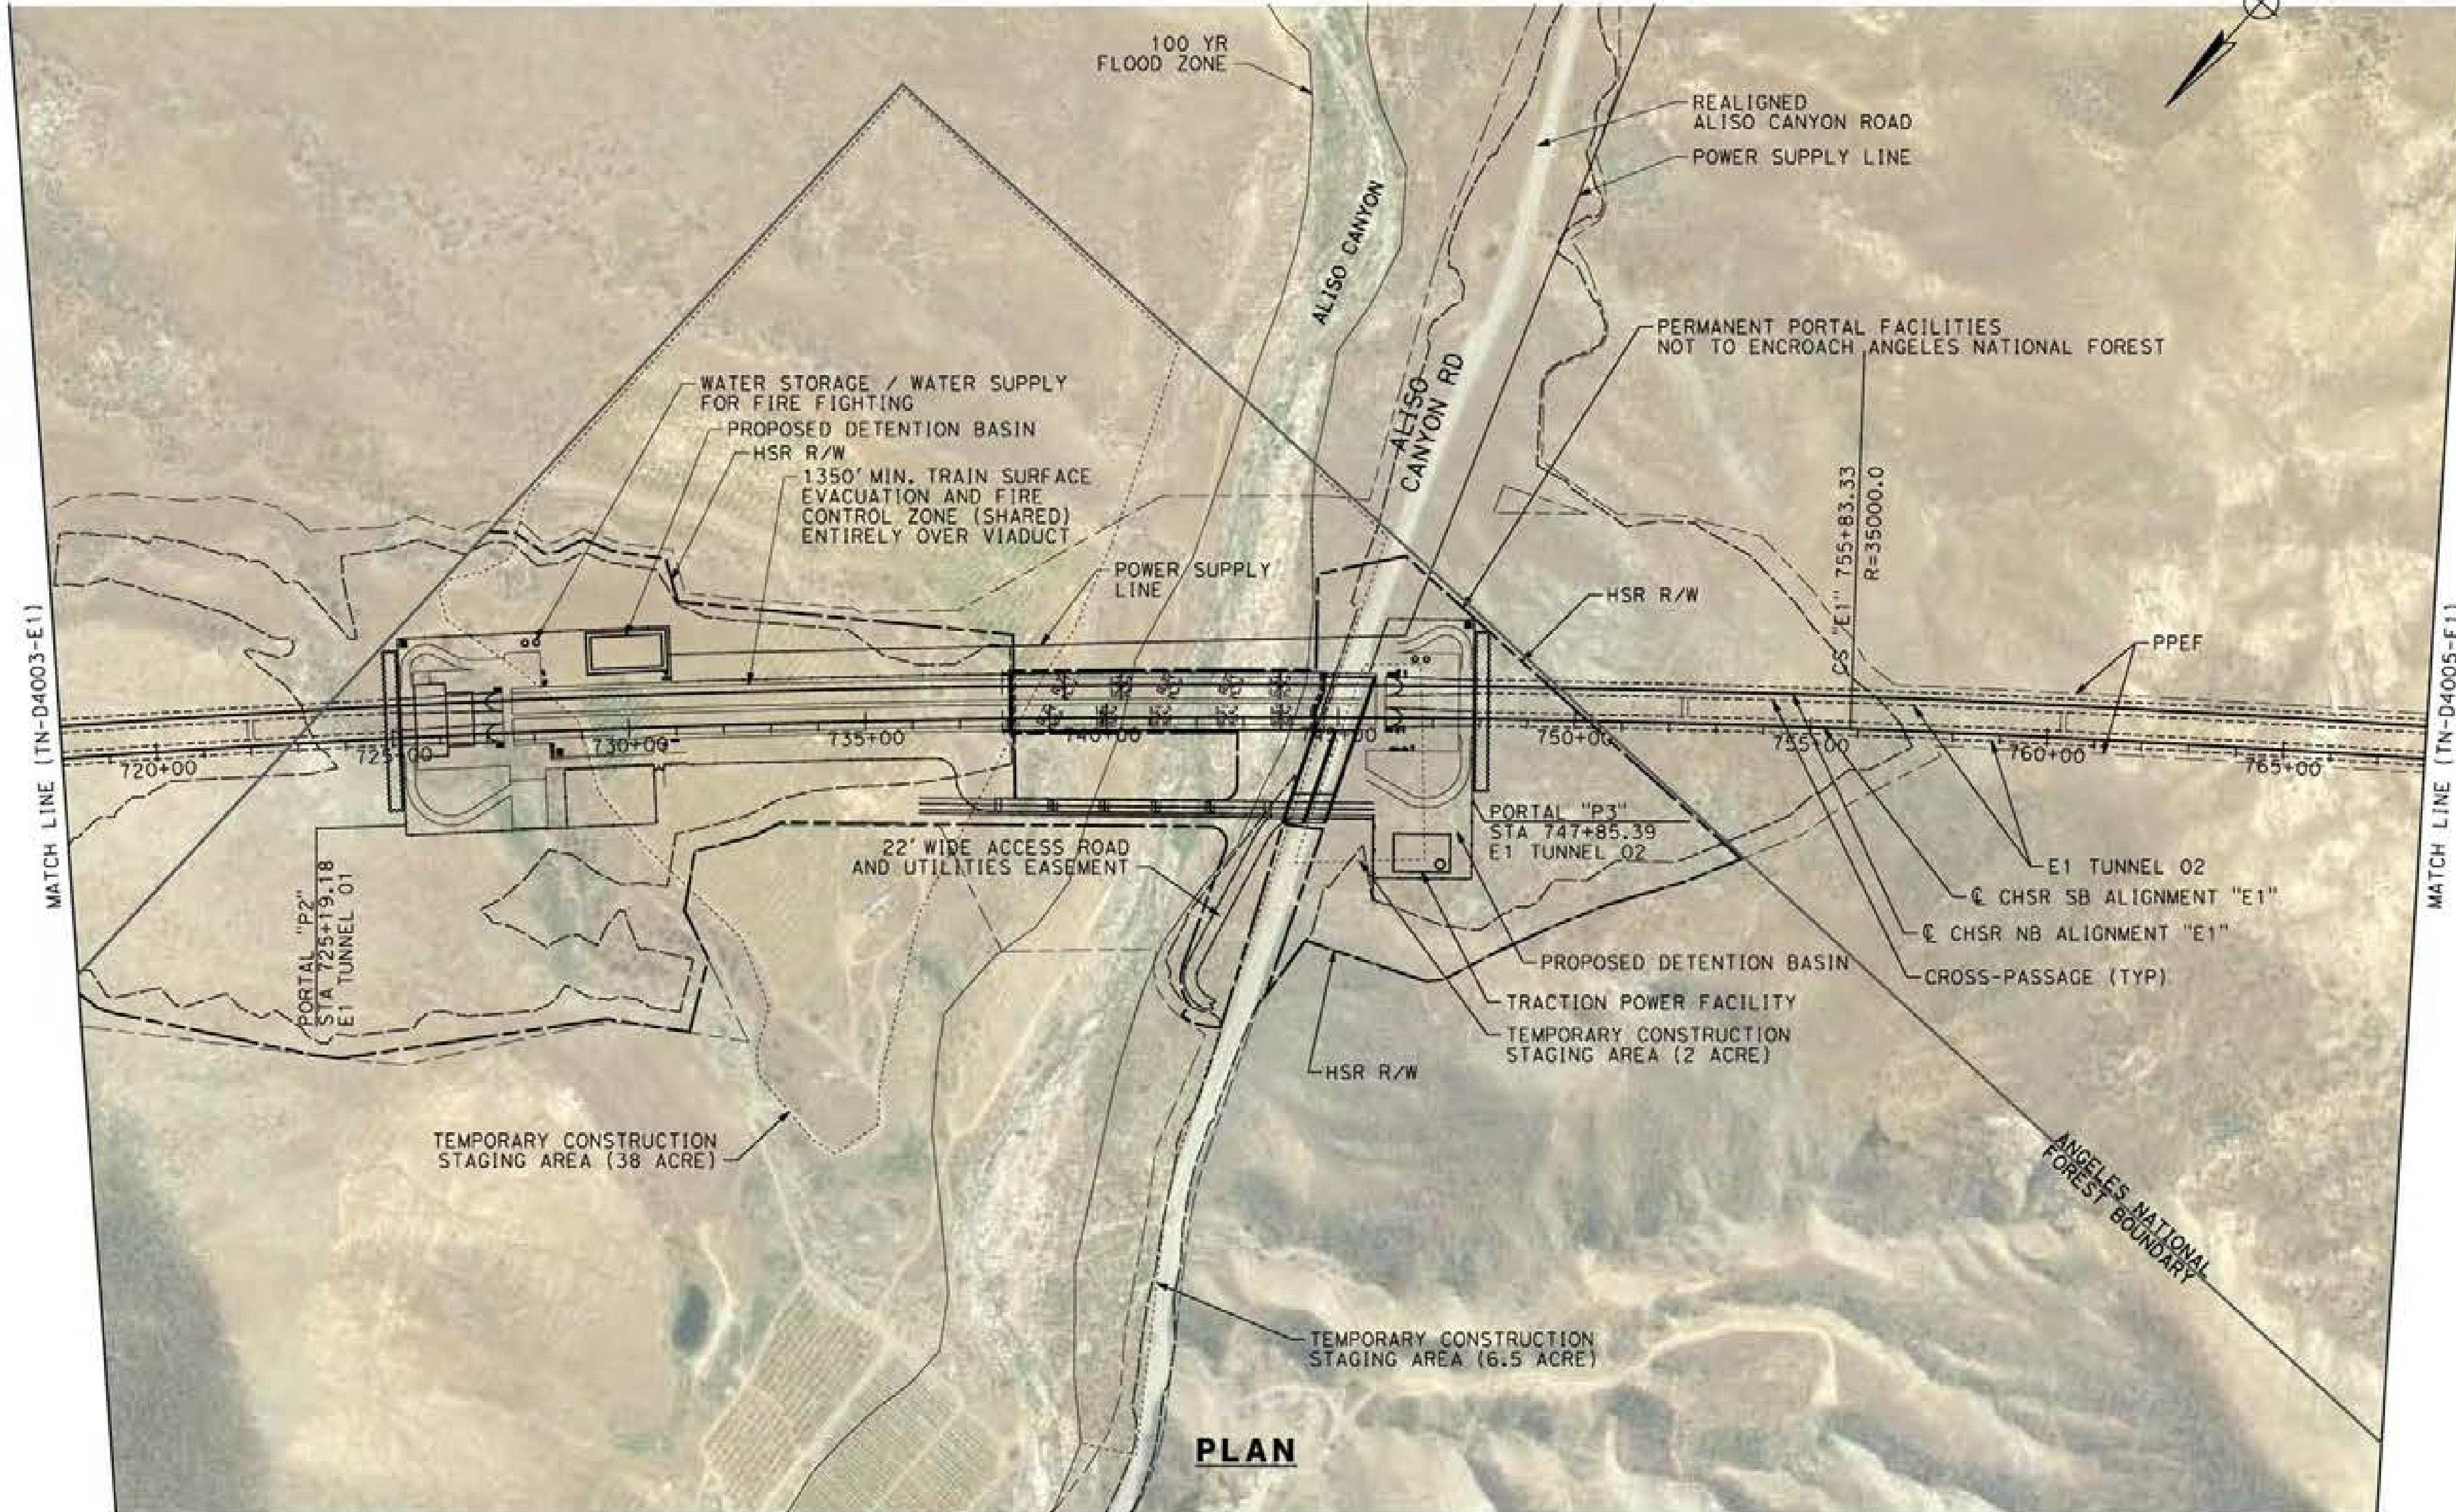 100 YR
FLOOD ZONE
REALIGNED
ALISO CANYON ROAD
POWER SUPPLY LINE
ALISO CANYON
ALISO
CANYON RD
PERMANENT PORTAL FACILITIES
NOT TO ENCROACH ANGELES NATIONAL FOREST
WATER STORAGE / WATER SUPPLY
FOR FIRE FIGHTING
PROPOSED DETENTION BASIN
HSR R/W
1350' MIN. TRAIN SURFACE
EVACUATION AND FIRE
CONTROL ZONE (SHARED)
ENTIRELY OVER VIADUCT
POWER SUPPLY
LINE
CS "E1" 755+83.33
R=35000.0
HSR R/W
PPEF
MATCH LINE (TN-D4003-E1)
MATCH LINE (TN-D4005-E1)
720+00
725+00
730+00
735+00
740+00
745+00
750+00
755+00
760+00
765+00
PORTAL "P2"
STA 725+19.18
E1 TUNNEL 01
22' WIDE ACCESS ROAD
AND UTILITIES EASEMENT
PORTAL "P3"
STA 747+85.39
E1 TUNNEL 02
E1 TUNNEL 02
℄ CHSR SB ALIGNMENT "E1"
℄ CHSR NB ALIGNMENT "E1"
CROSS-PASSAGE (TYP)
PROPOSED DETENTION BASIN
TRACTION POWER FACILITY
TEMPORARY CONSTRUCTION
STAGING AREA (2 ACRE)
HSR R/W
TEMPORARY CONSTRUCTION
STAGING AREA (38 ACRE)
ANGELES NATIONAL
FOREST BOUNDARY
TEMPORARY CONSTRUCTION
STAGING AREA (6.5 ACRE)
PLAN